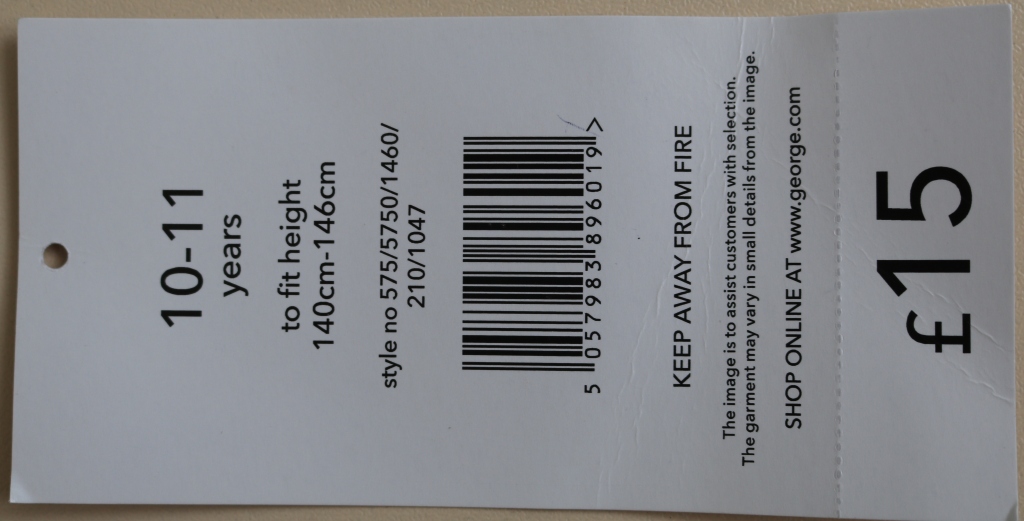 10-11
years
to fit height
140cm-146cm
style no 575/5750/1460/
210/1047
5 057983 896019 >
KEEP AWAY FROM FIRE
The image is to assist customers with selection.
The garment may vary in small details from the image.
SHOP ONLINE AT www.george.com
£15